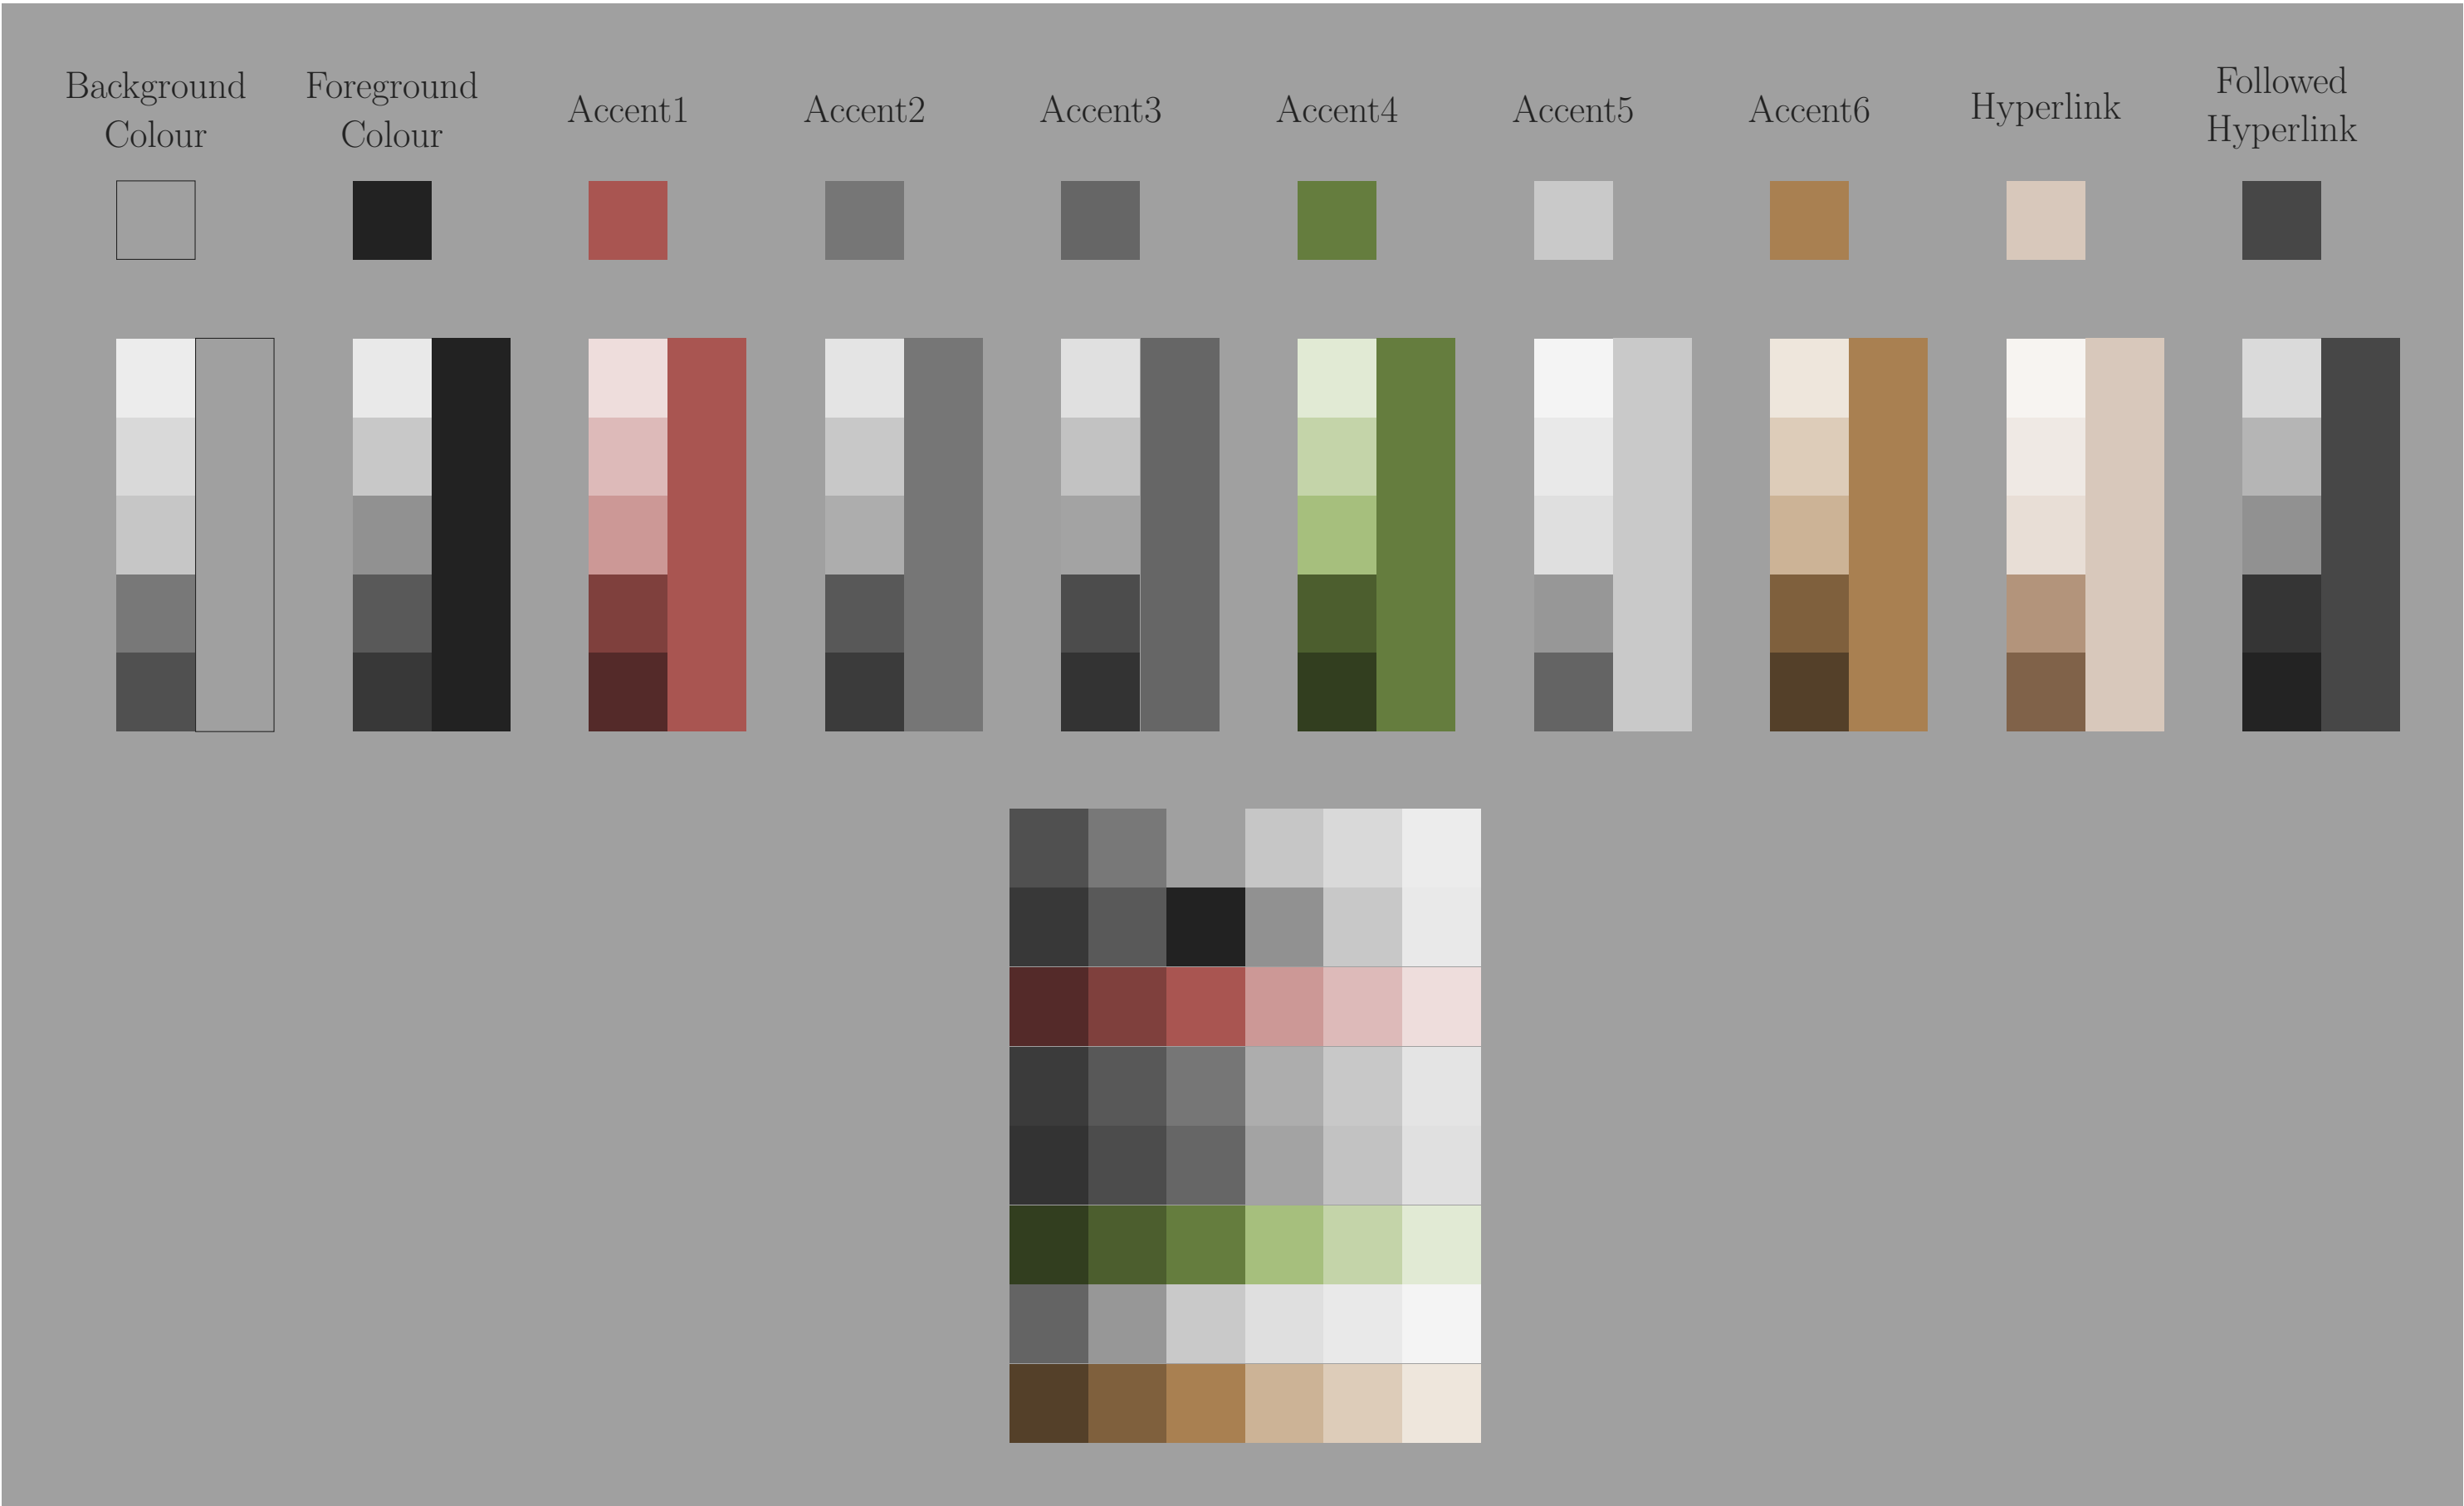 Background
Colour
Foreground
Colour
Accent1
Accent2
Accent3
Accent4
Accent5
Accent6
Hyperlink
Followed
Hyperlink